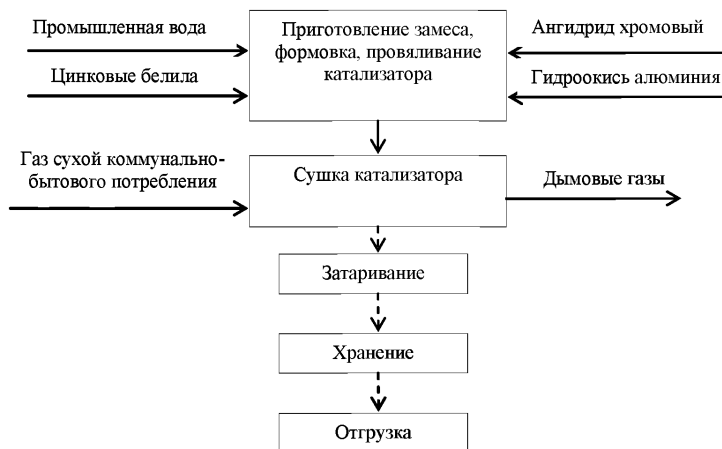 Промышленная вода
Цинковые белила
Приготовление замеса,
формовка, провяливание
катализатора
Ангидрид хромовый
Гидроокись алюминия
Газ сухой коммунально-
бытового потребления
Сушка катализатора
Дымовые газы
Затаривание
Хранение
Отгрузка